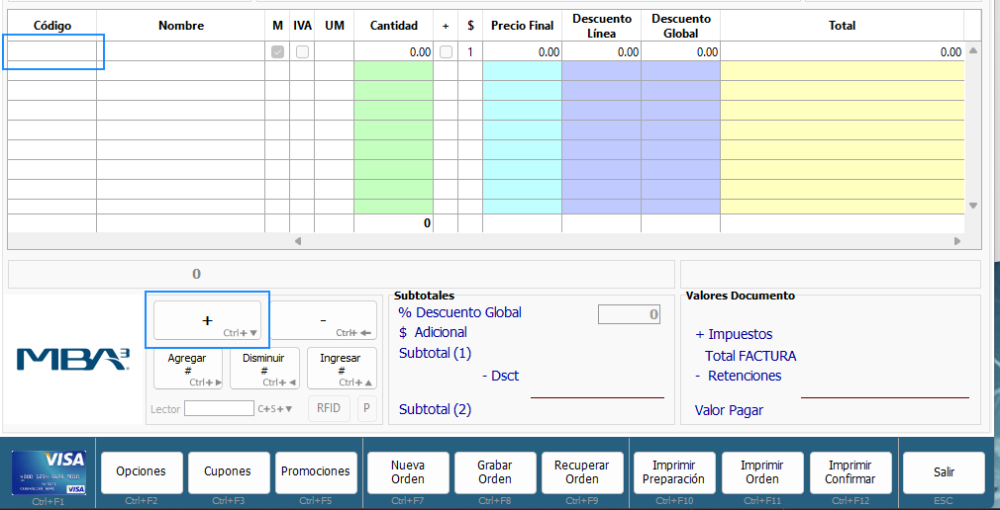 Código Nombre M IVA UM Cantidad + $ Precio Final Descuento Línea Descuento Global Total
0.00 1 0.00 0.00 0.00 0.00
0
0
+ Ctrl+▼ - Ctrl+←
Agregar # Ctrl+► Disminuir # Ctrl+◄ Ingresar # Ctrl+▲
Lector C+S+▼ RFID P
MBA³
Subtotales
% Descuento Global 0
$ Adicional
Subtotal (1)
- Dsct
Subtotal (2)
Valores Documento
+ Impuestos
Total FACTURA
- Retenciones
Valor Pagar
VISA
VISA
Ctrl+F1
Opciones Cupones Promociones Nueva Orden Grabar Orden Recuperar Orden Imprimir Preparación Imprimir Orden Imprimir Confirmar Salir
Ctrl+F2 Ctrl+F3 Ctrl+F5 Ctrl+F7 Ctrl+F8 Ctrl+F9 Ctrl+F10 Ctrl+F11 Ctrl+F12 ESC